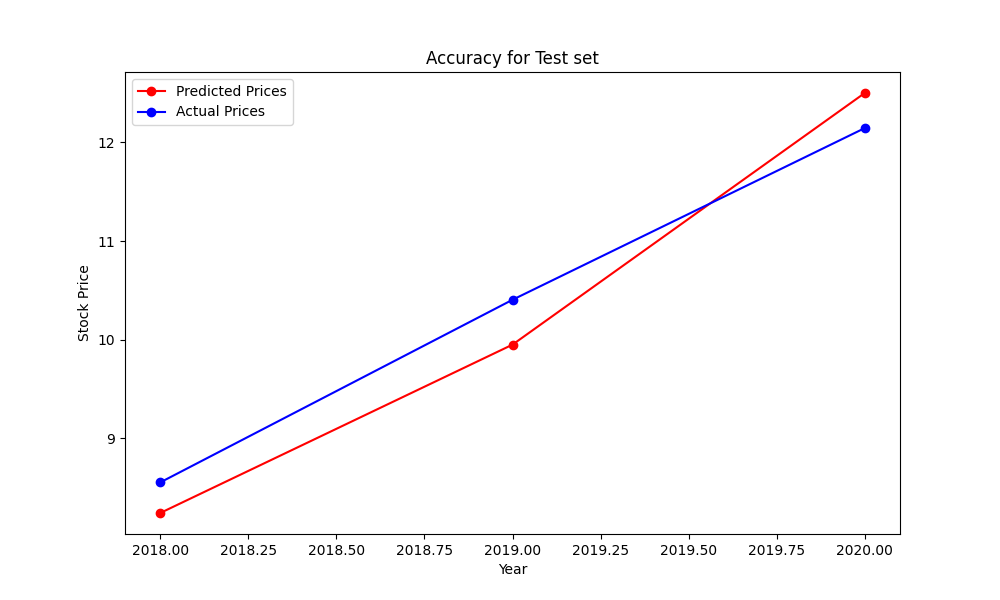 Accuracy for Test set
Predicted Prices
Actual Prices
12
11
10
9
Stock Price
2018.00 2018.25 2018.50 2018.75 2019.00 2019.25 2019.50 2019.75 2020.00
Year